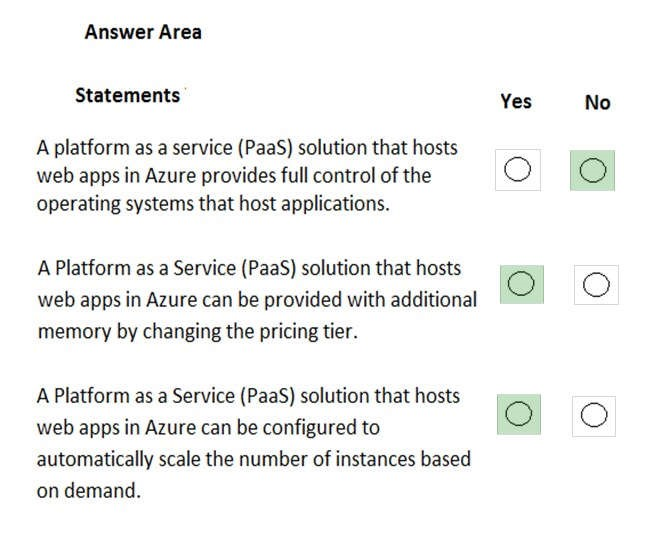 Answer Area
Statements
Yes No
A platform as a service (PaaS) solution that hosts
web apps in Azure provides full control of the
operating systems that host applications.
A Platform as a Service (PaaS) solution that hosts
web apps in Azure can be provided with additional
memory by changing the pricing tier.
A Platform as a Service (PaaS) solution that hosts
web apps in Azure can be configured to
automatically scale the number of instances based
on demand.